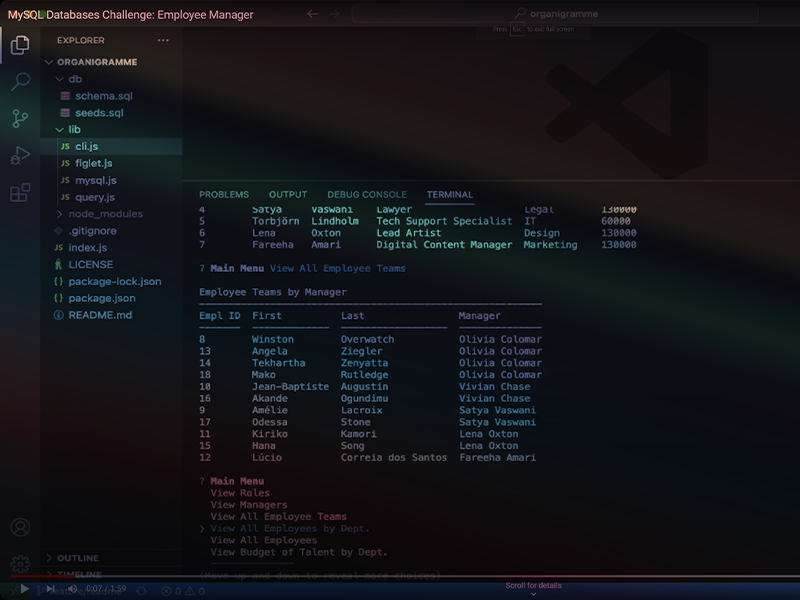 MySQL Databases Challenge: Employee Manager
organigramme
Press Esc to exit full screen
EXPLORER
ORGANIGRAMME
db
schema.sql
seeds.sql
lib
JS cli.js
JS figlet.js
JS mysql.js
JS query.js
node_modules
.gitignore
JS index.js
LICENSE
{} package-lock.json
{} package.json
README.md
OUTLINE
TIMELINE
PROBLEMS OUTPUT DEBUG CONSOLE TERMINAL
4 Satya Vaswani Lawyer Legal 130000
5 Torbjörn Lindholm Tech Support Specialist IT 60000
6 Lena Oxton Lead Artist Design 130000
7 Fareeha Amari Digital Content Manager Marketing 130000
? Main Menu View All Employee Teams
Employee Teams by Manager
Empl ID First Last Manager
8 Winston Overwatch Olivia Colomar
13 Angela Ziegler Olivia Colomar
14 Tekhartha Zenyatta Olivia Colomar
18 Mako Rutledge Olivia Colomar
10 Jean-Baptiste Augustin Vivian Chase
16 Akande Ogundimu Vivian Chase
9 Amélie Lacroix Satya Vaswani
17 Odessa Stone Satya Vaswani
11 Kiriko Kamori Lena Oxton
15 Hana Song Lena Oxton
12 Lúcio Correia dos Santos Fareeha Amari
? Main Menu
View Roles
View Managers
View All Employee Teams
❯ View All Employees by Dept.
View All Employees
View Budget of Talent by Dept.
(Move up and down to reveal more choices)
0:07 / 1:59
0 0
Scroll for details